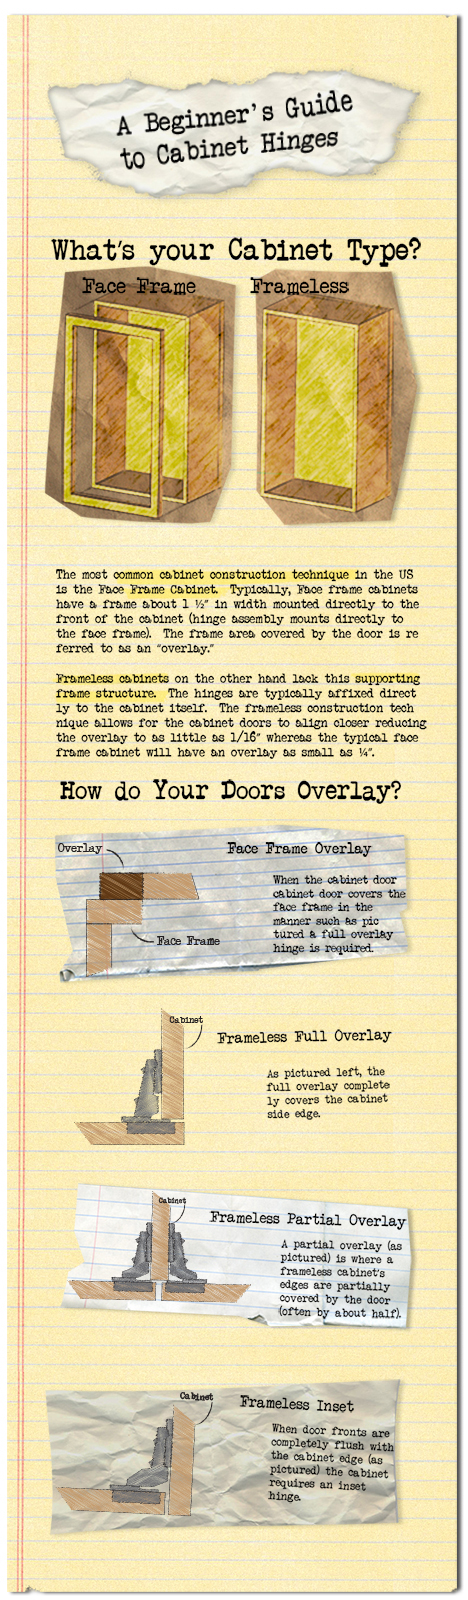 A Beginner's Guide
to Cabinet Hinges
What's your Cabinet Type?
Face Frame
Frameless
The most common cabinet construction technique in the US
is the Face Frame Cabinet. Typically, Face frame cabinets
have a frame about 1 ½" in width mounted directly to the
front of the cabinet (hinge assembly mounts directly to
the face frame). The frame area covered by the door is re
ferred to as an "overlay."
Frameless cabinets on the other hand lack this supporting
frame structure. The hinges are typically affixed direct
ly to the cabinet itself. The frameless construction tech
nique allows for the cabinet doors to align closer reducing
the overlay to as little as 1/16" whereas the typical face
frame cabinet will have an overlay as small as ¼".
How do Your Doors Overlay?
Overlay
Face Frame
Face Frame Overlay
When the cabinet door
cabinet door covers the
face frame in the
manner such as pic
tured a full overlay
hinge is required.
Cabinet
Frameless Full Overlay
As pictured left, the
full overlay complete
ly covers the cabinet
side edge.
Cabinet
Frameless Partial Overlay
A partial overlay (as
pictured) is where a
frameless cabinet's
edges are partially
covered by the door
(often by about half).
Cabinet
Frameless Inset
When door fronts are
completely flush with
the cabinet edge (as
pictured) the cabinet
requires an inset
hinge.